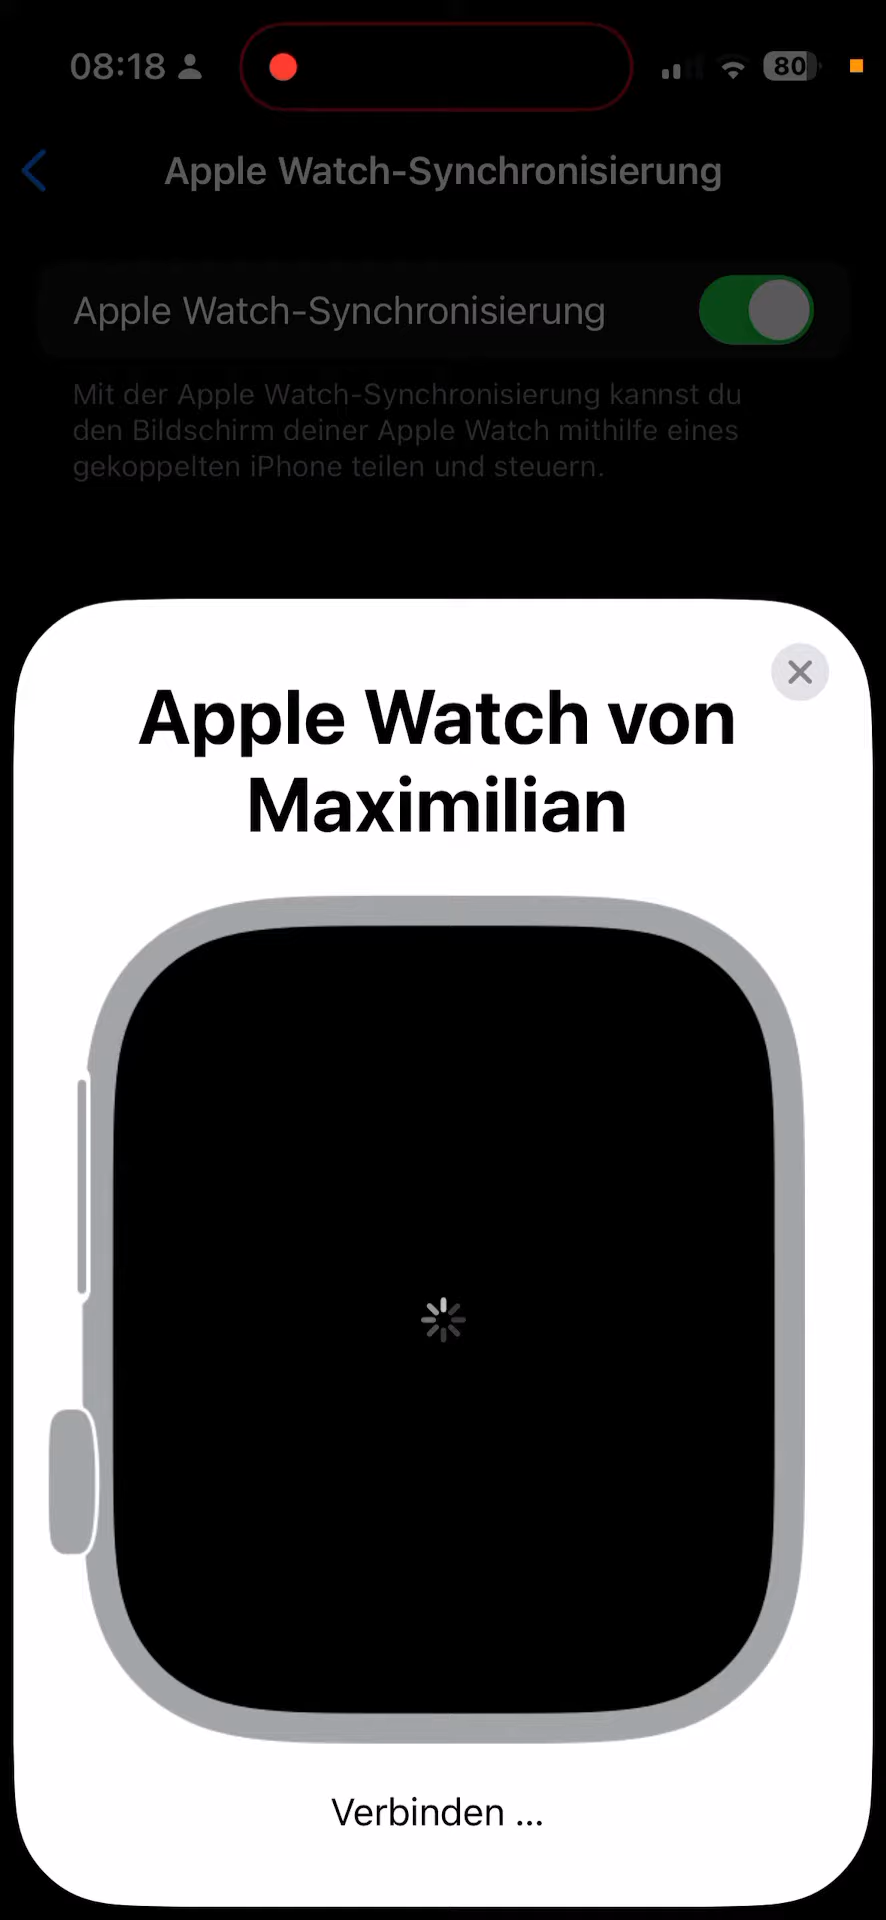 08:18
80
Apple Watch-Synchronisierung
Apple Watch-Synchronisierung
Mit der Apple Watch-Synchronisierung kannst du
den Bildschirm deiner Apple Watch mithilfe eines
gekoppelten iPhone teilen und steuern.
Apple Watch von
Maximilian
Verbinden ...